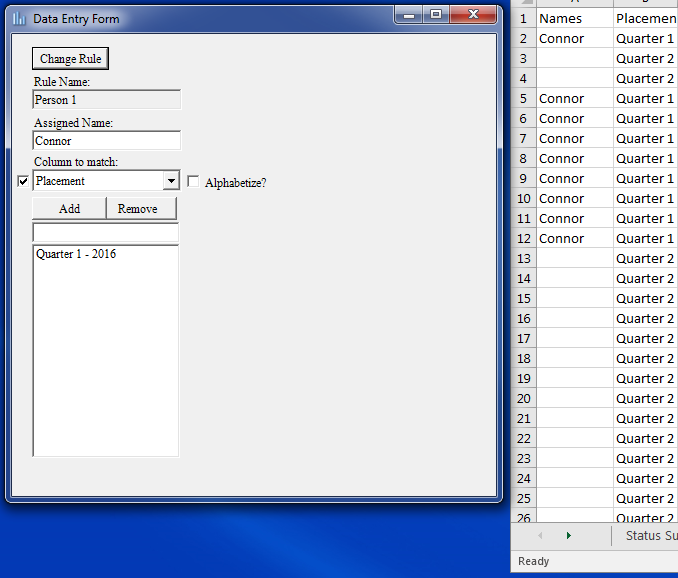 Data Entry Form
Change Rule
Rule Name:
Person 1
Assigned Name:
Connor
Column to match:
Placement
Alphabetize?
Add Remove
Quarter 1 - 2016
1 Names Placemen
2 Connor Quarter 1
3 Quarter 2
4 Quarter 2
5 Connor Quarter 1
6 Connor Quarter 1
7 Connor Quarter 1
8 Connor Quarter 1
9 Connor Quarter 1
10 Connor Quarter 1
11 Connor Quarter 1
12 Connor Quarter 1
13 Quarter 2
14 Quarter 2
15 Quarter 2
16 Quarter 2
17 Quarter 2
18 Quarter 2
19 Quarter 2
20 Quarter 2
21 Quarter 2
22 Quarter 2
23 Quarter 2
24 Quarter 2
25 Quarter 2
26 Quarter 2
Status Su
Ready